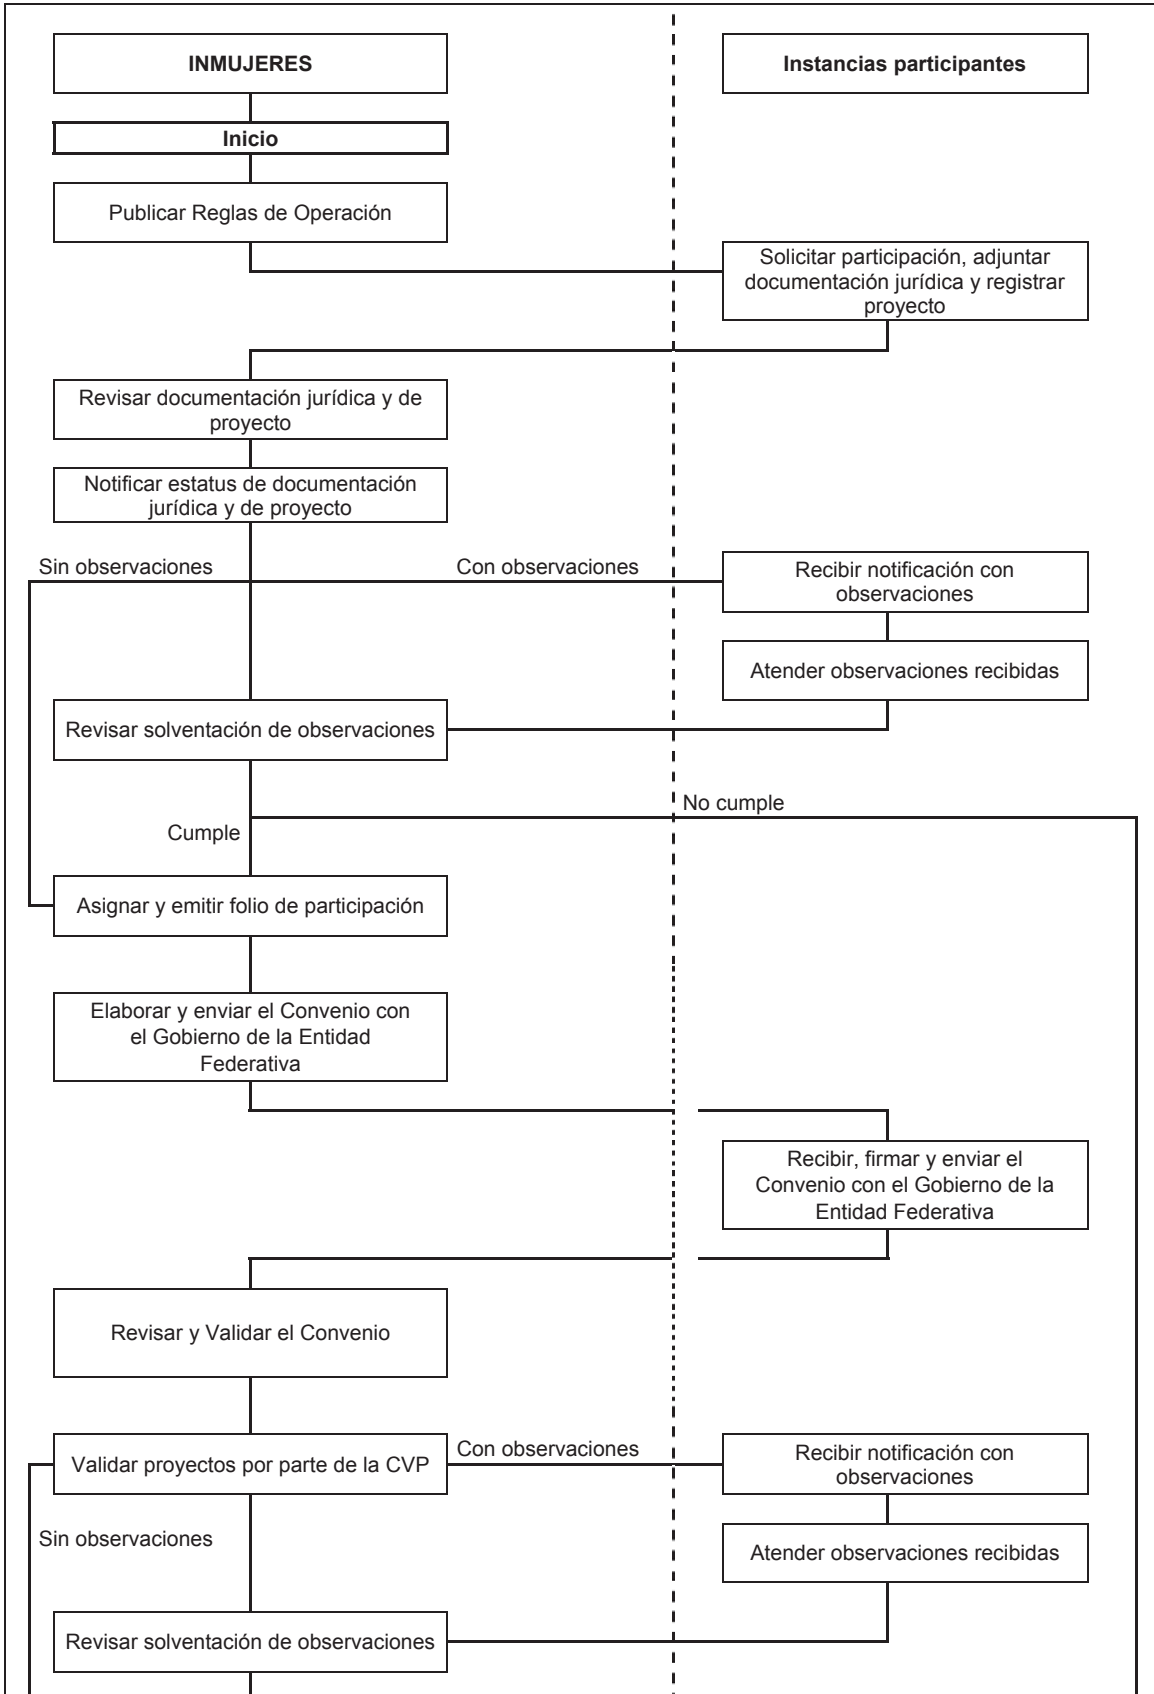 INMUJERES
Instancias participantes
Inicio
Publicar Reglas de Operación
Solicitar participación, adjuntar
documentación jurídica y registrar
proyecto
Revisar documentación jurídica y de
proyecto
Notificar estatus de documentación
jurídica y de proyecto
Sin observaciones
Con observaciones
Recibir notificación con
observaciones
Atender observaciones recibidas
Revisar solventación de observaciones
No cumple
Cumple
Asignar y emitir folio de participación
Elaborar y enviar el Convenio con
el Gobierno de la Entidad
Federativa
Recibir, firmar y enviar el
Convenio con el Gobierno de la
Entidad Federativa
Revisar y Validar el Convenio
Validar proyectos por parte de la CVP
Con observaciones
Recibir notificación con
observaciones
Sin observaciones
Atender observaciones recibidas
Revisar solventación de observaciones